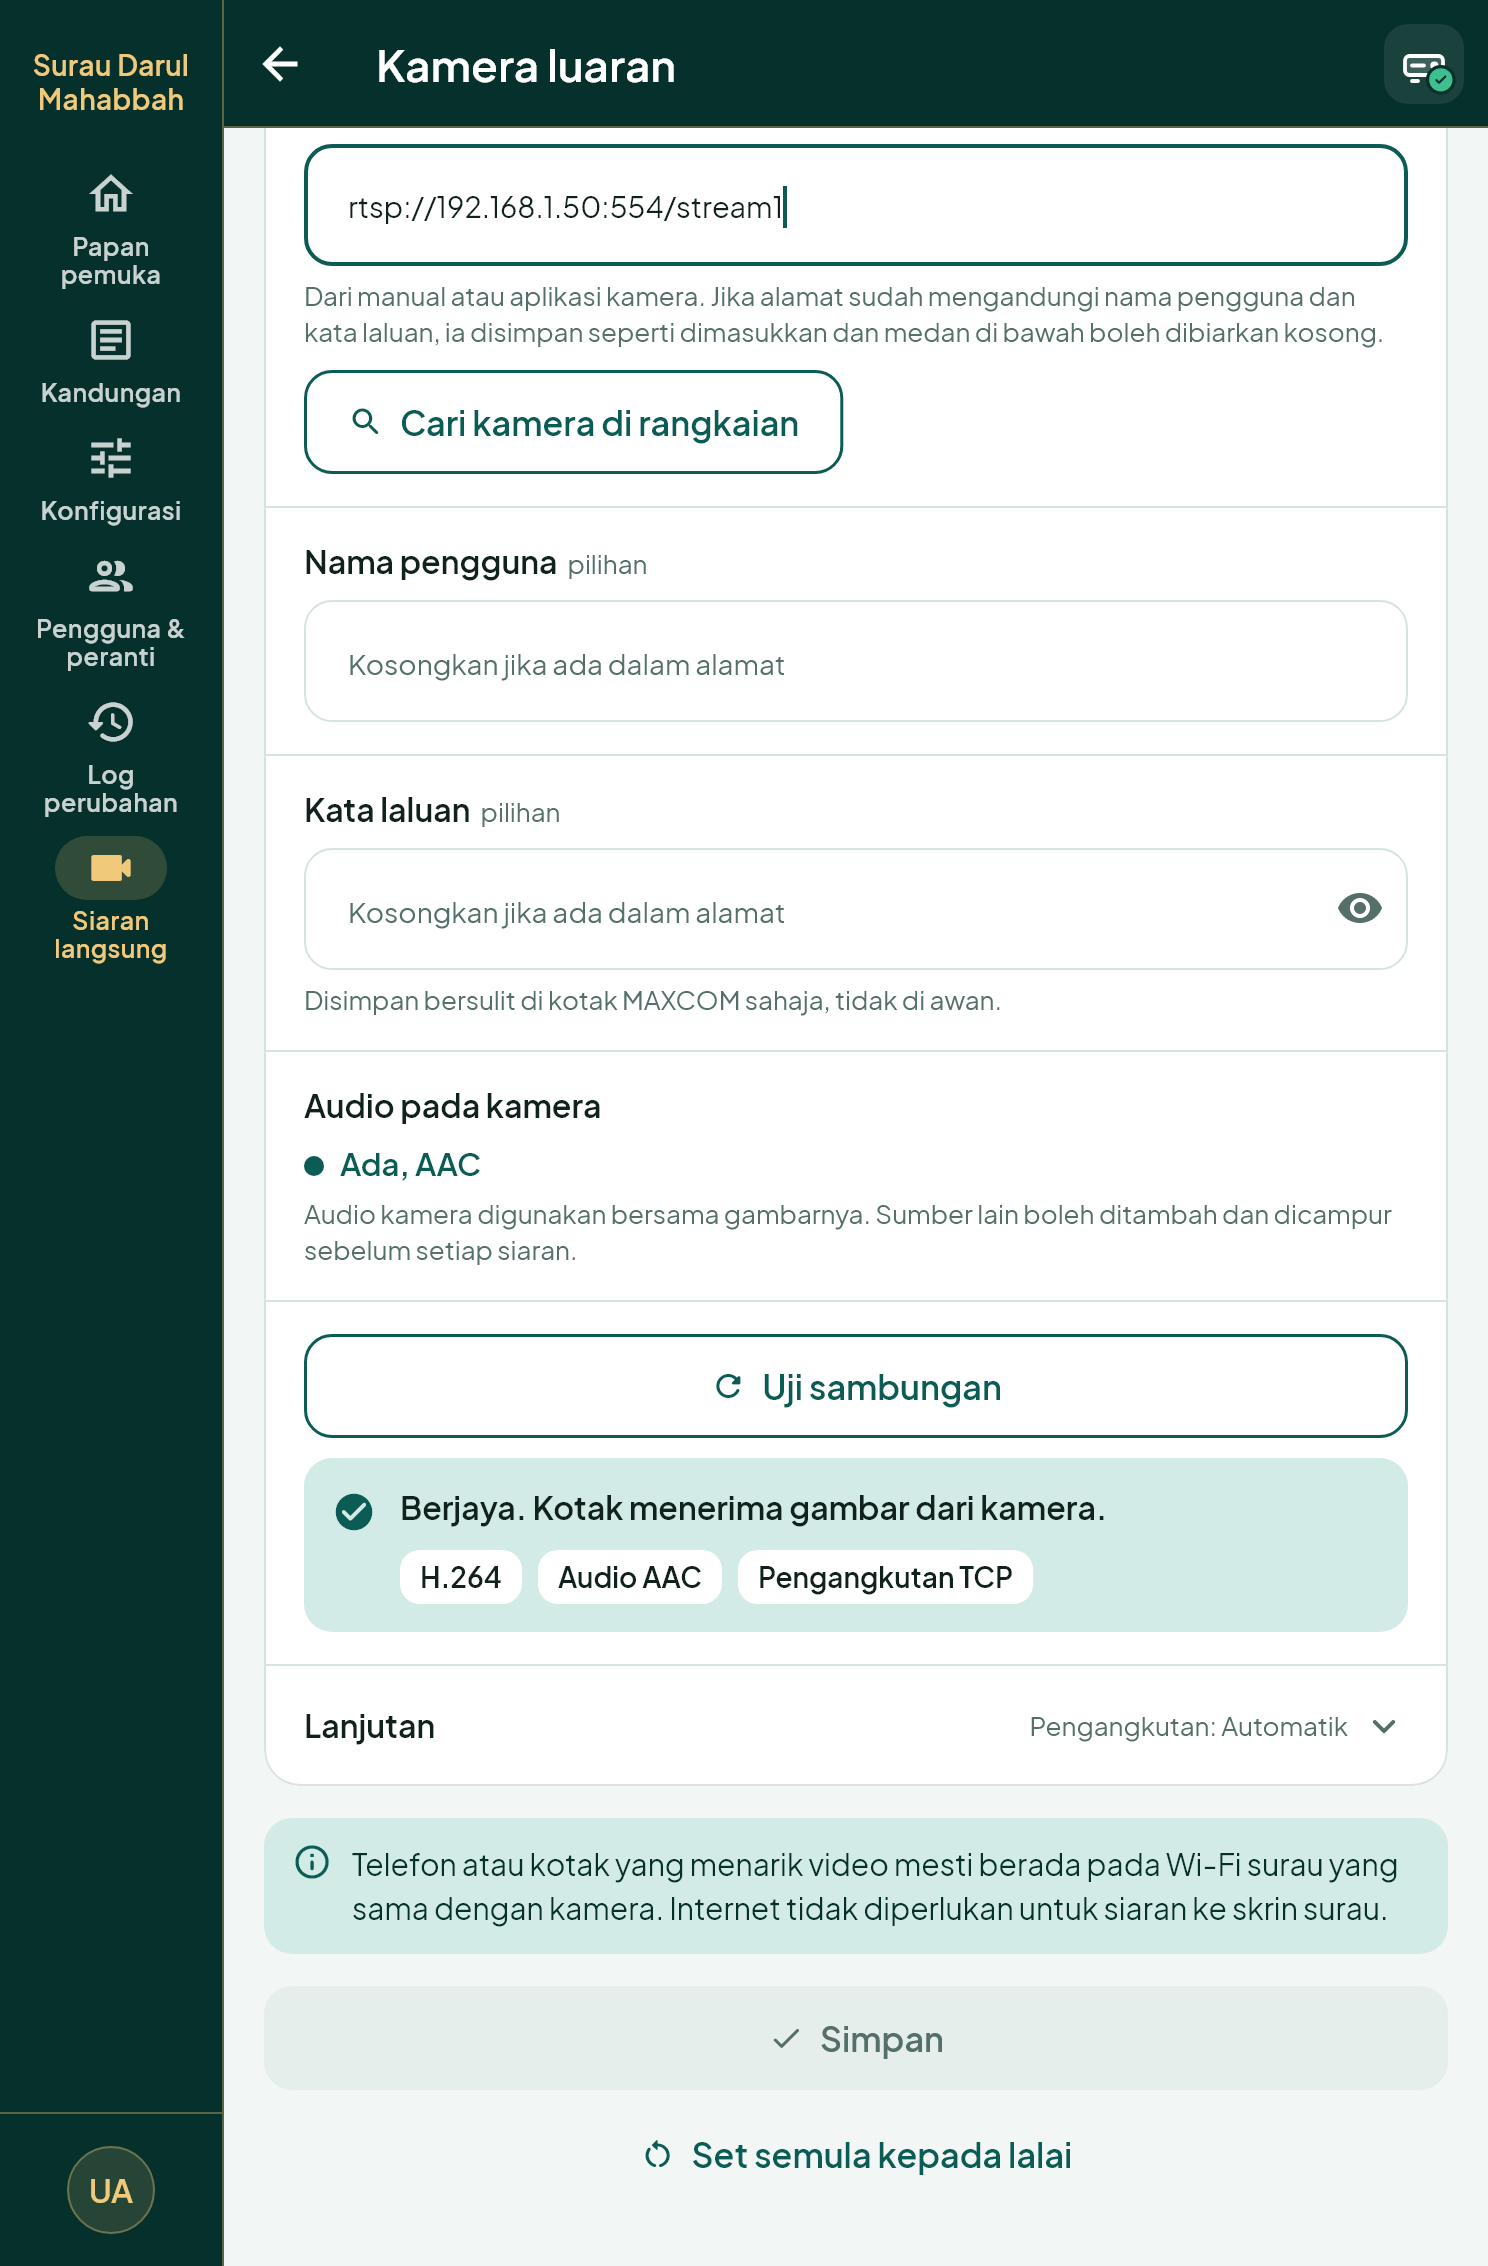 Surau Darul
Mahabbah
Papan
pemuka
Kandungan
Konfigurasi
Pengguna &
peranti
Log
perubahan
Siaran
langsung
UA
Kamera luaran
rtsp://192.168.1.50:554/stream1
Dari manual atau aplikasi kamera. Jika alamat sudah mengandungi nama pengguna dan
kata laluan, ia disimpan seperti dimasukkan dan medan di bawah boleh dibiarkan kosong.
Cari kamera di rangkaian
Nama pengguna pilihan
Kosongkan jika ada dalam alamat
Kata laluan pilihan
Kosongkan jika ada dalam alamat
Disimpan bersulit di kotak MAXCOM sahaja, tidak di awan.
Audio pada kamera
Ada, AAC
Audio kamera digunakan bersama gambarnya. Sumber lain boleh ditambah dan dicampur
sebelum setiap siaran.
Uji sambungan
Berjaya. Kotak menerima gambar dari kamera.
H.264 Audio AAC Pengangkutan TCP
Lanjutan Pengangkutan: Automatik
Telefon atau kotak yang menarik video mesti berada pada Wi-Fi surau yang
sama dengan kamera. Internet tidak diperlukan untuk siaran ke skrin surau.
Simpan
Set semula kepada lalai